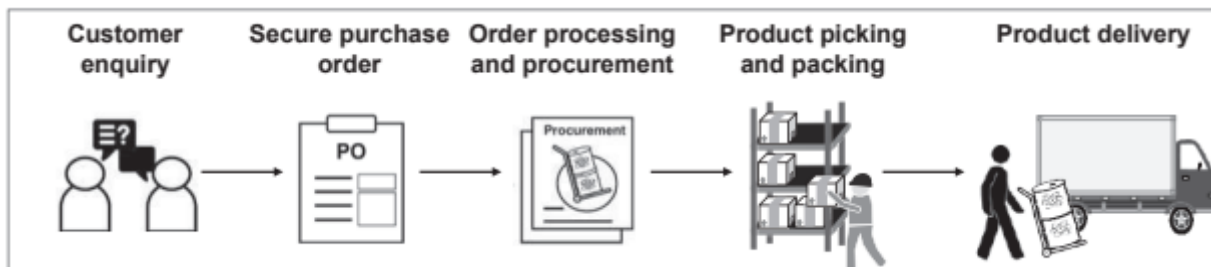 Customer
enquiry
Secure purchase
order
Order processing
and procurement
Product picking
and packing
Product delivery
?
PO
Procurement